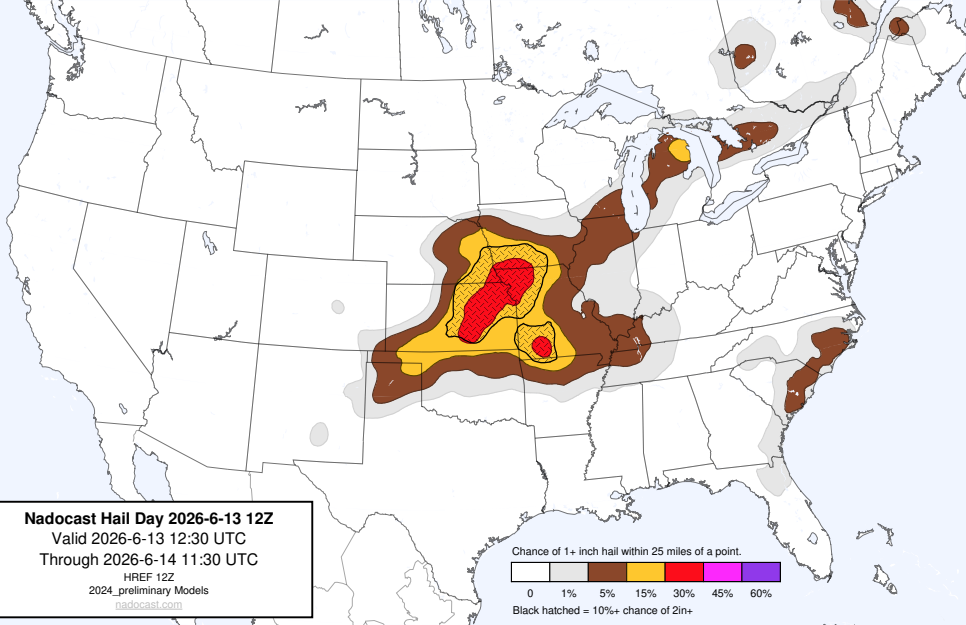 Nadocast Hail Day 2026-6-13 12Z
Valid 2026-6-13 12:30 UTC
Through 2026-6-14 11:30 UTC
HREF 12Z
2024_preliminary Models
nadocast.com
Chance of 1+ inch hail within 25 miles of a point.
0 1% 5% 15% 30% 45% 60%
Black hatched = 10%+ chance of 2in+